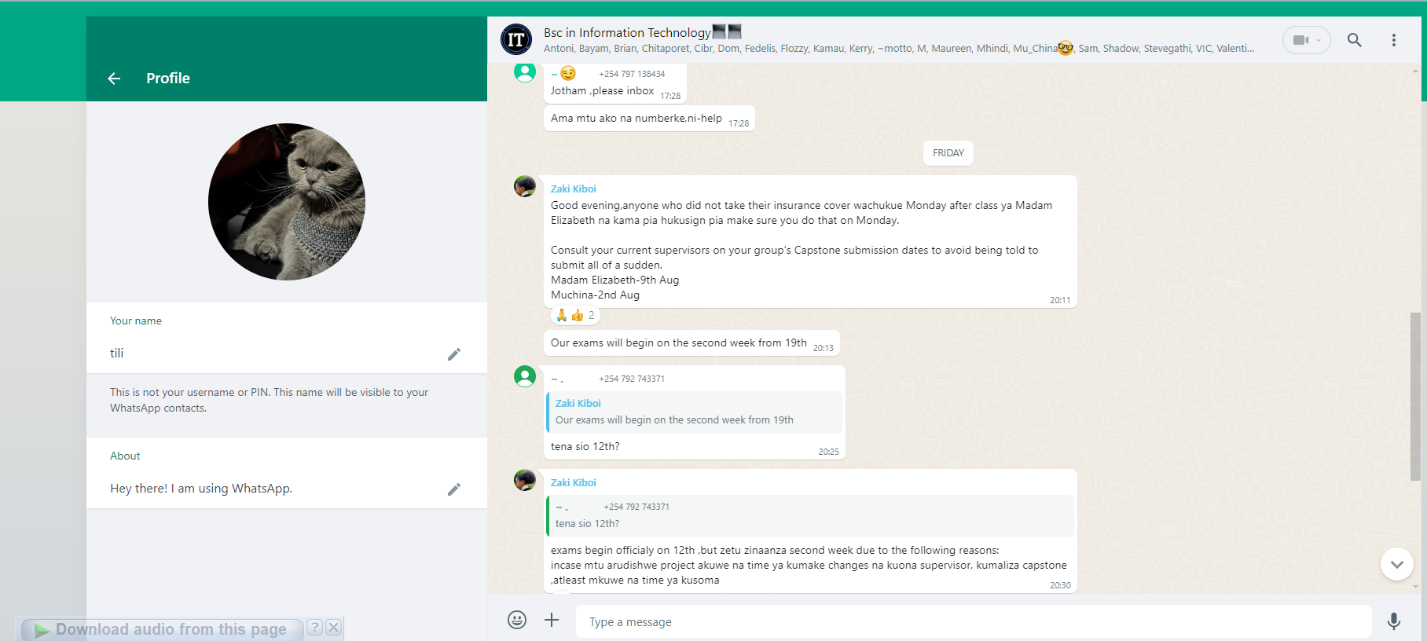 Profile
Your name
tili
This is not your username or PIN. This name will be visible to your
WhatsApp contacts.
About
Hey there! I am using WhatsApp.
Download audio from this page
?
IT
Bsc in Information Technology
Antoni, Bayam, Brian, Chitaporet, Cibr, Dom, Fedelis, Flozzy, Kamau, Kerry, ~motto, M, Maureen, Mhindi, Mu_China🤓, Sam, Shadow, Stevegathi, VIC, Valenti...
~ 😏 +254 797 138434
Jotham ,please inbox 17:28
Ama mtu ako na numberke,ni-help 17:28
FRIDAY
Zaki Kiboi
Good evening,anyone who did not take their insurance cover wachukue Monday after class ya Madam
Elizabeth na kama pia hukusign pia make sure you do that on Monday.
Consult your current supervisors on your group's Capstone submission dates to avoid being told to
submit all of a sudden.
Madam Elizabeth-9th Aug
Muchina-2nd Aug
20:11
🙏👍 2
Our exams will begin on the second week from 19th 20:13
~ . +254 792 743371
Zaki Kiboi
Our exams will begin on the second week from 19th
tena sio 12th?
20:25
Zaki Kiboi
~ . +254 792 743371
tena sio 12th?
exams begin officialy on 12th ,but zetu zinaanza second week due to the following reasons:
incase mtu arudishwe project akuwe na time ya kumake changes na kuona supervisor, kumaliza capstone
,atleast mkuwe na time ya kusoma
20:30
Type a message